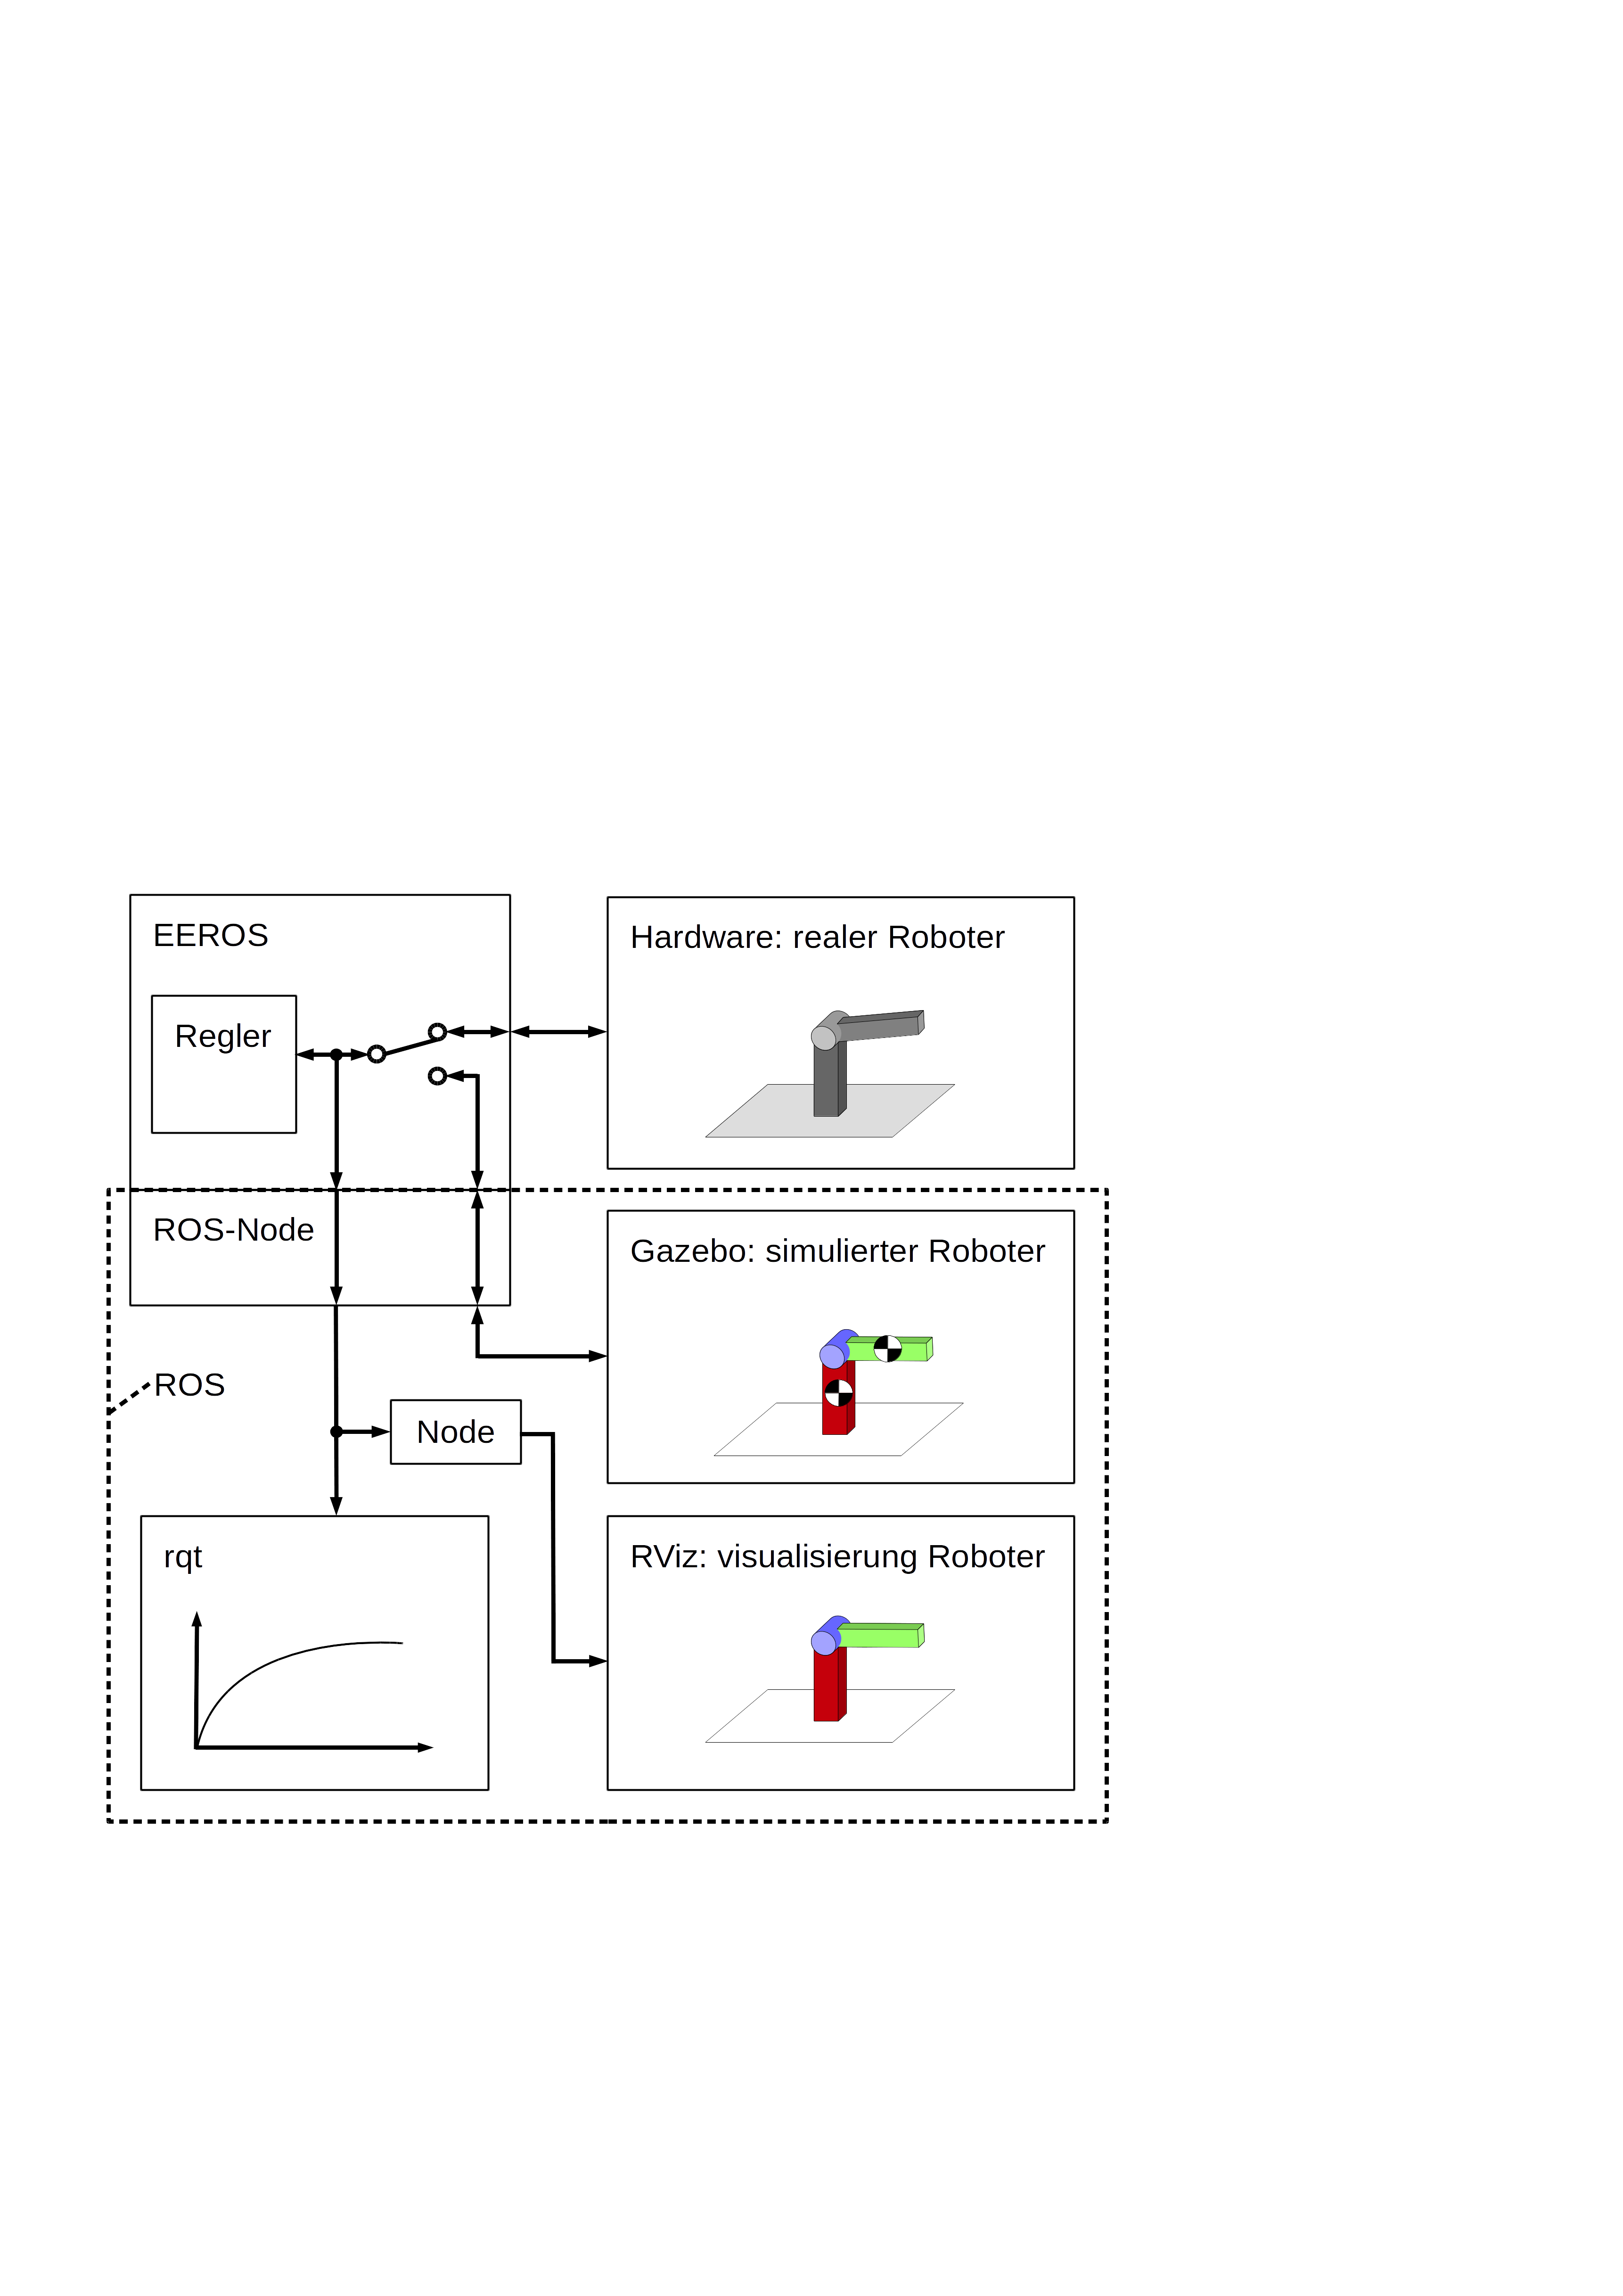 EEROS
Hardware: realer Roboter
Regler
ROS-Node
Gazebo: simulierter Roboter
ROS
Node
rqt
RViz: visualisierung Roboter